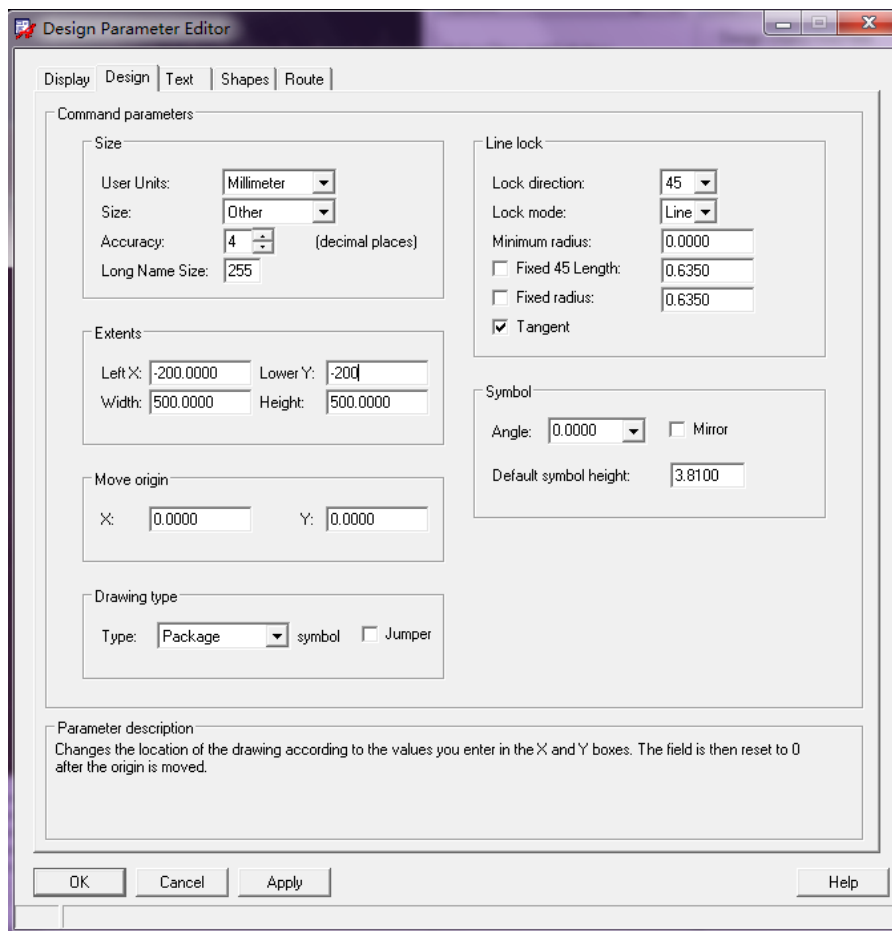 Design Parameter Editor
Display Design Text Shapes Route
Command parameters
Size
User Units: Millimeter
Size: Other
Accuracy: 4 (decimal places)
Long Name Size: 255
Extents
Left X: -200.0000 Lower Y: -200
Width: 500.0000 Height: 500.0000
Move origin
X: 0.0000 Y: 0.0000
Drawing type
Type: Package symbol Jumper
Line lock
Lock direction: 45
Lock mode: Line
Minimum radius: 0.0000
Fixed 45 Length: 0.6350
Fixed radius: 0.6350
Tangent
Symbol
Angle: 0.0000 Mirror
Default symbol height: 3.8100
Parameter description
Changes the location of the drawing according to the values you enter in the X and Y boxes. The field is then reset to 0
after the origin is moved.
OK Cancel Apply Help